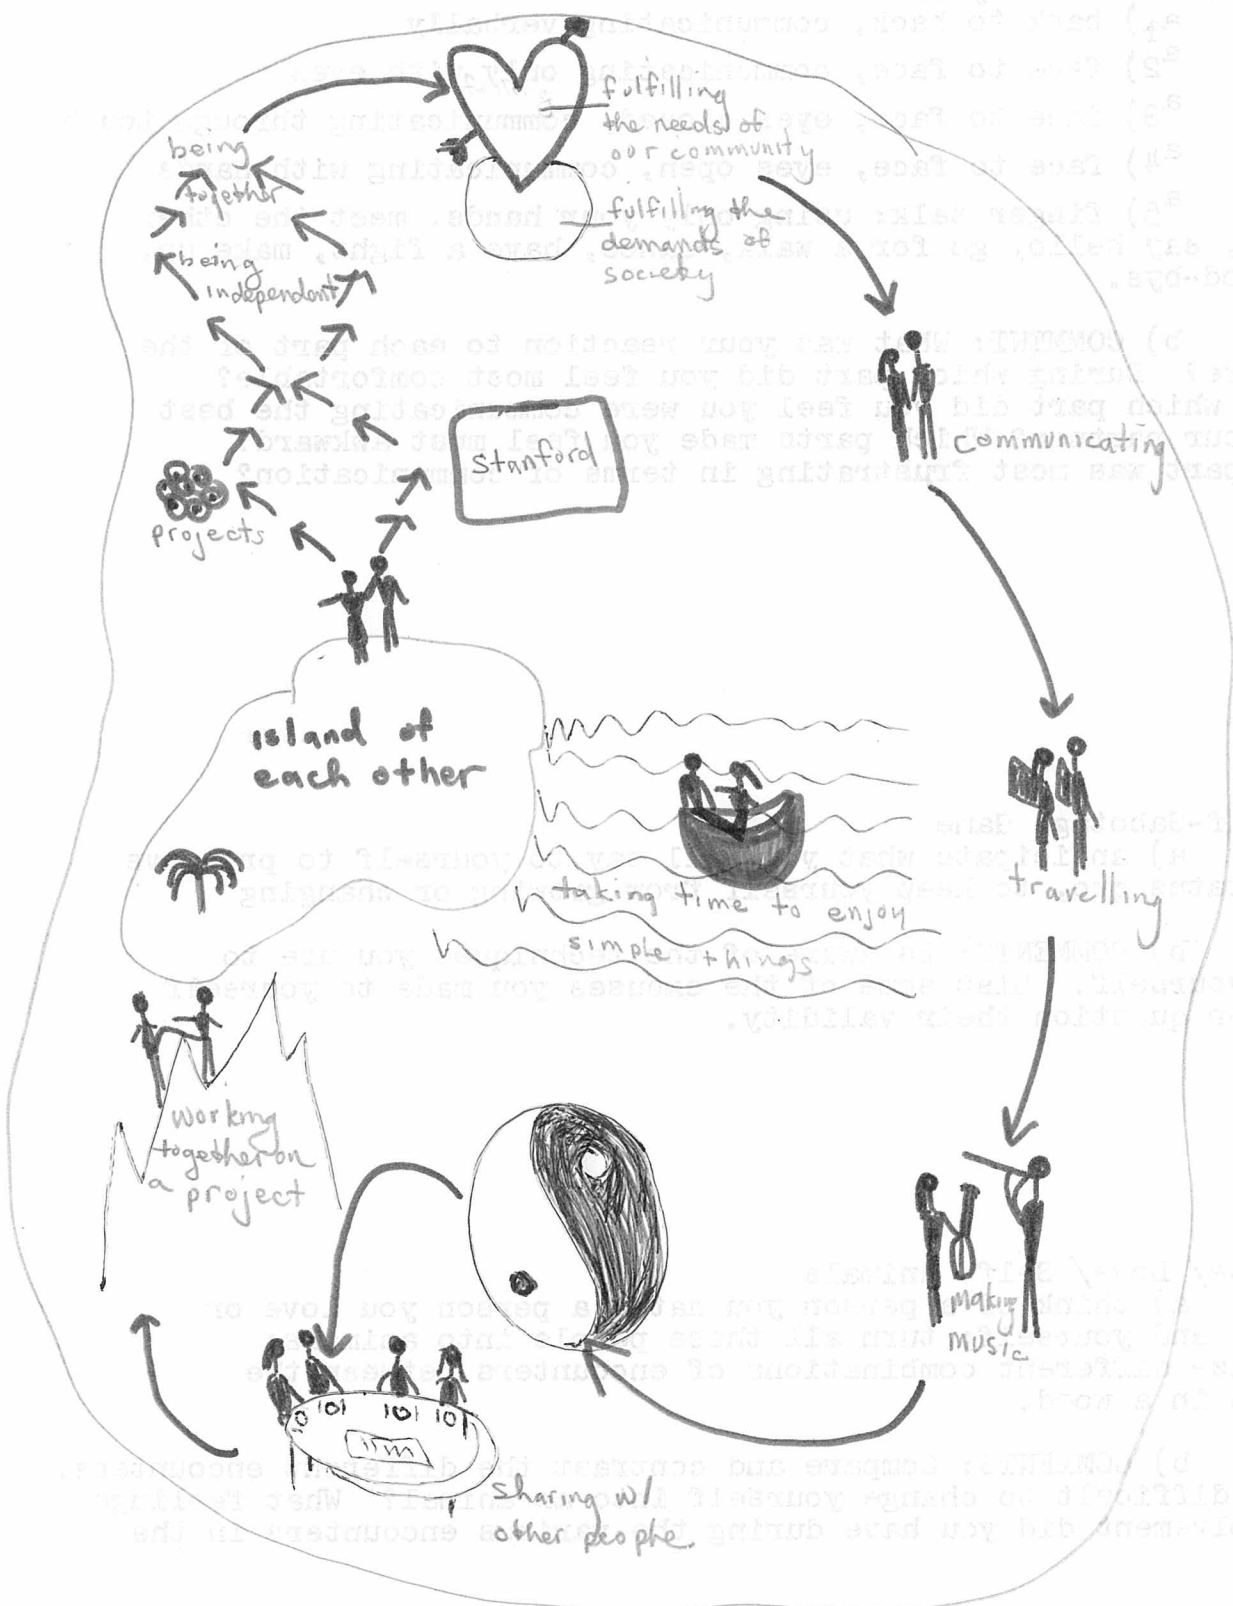 fulfilling
the needs of
our community
fulfilling the
demands of
society
being
together
being
independent
communicating
Stanford
projects
island of
each other
taking time to enjoy
simple things
travelling
working
together on
a project
making
music
sharing w/
other people